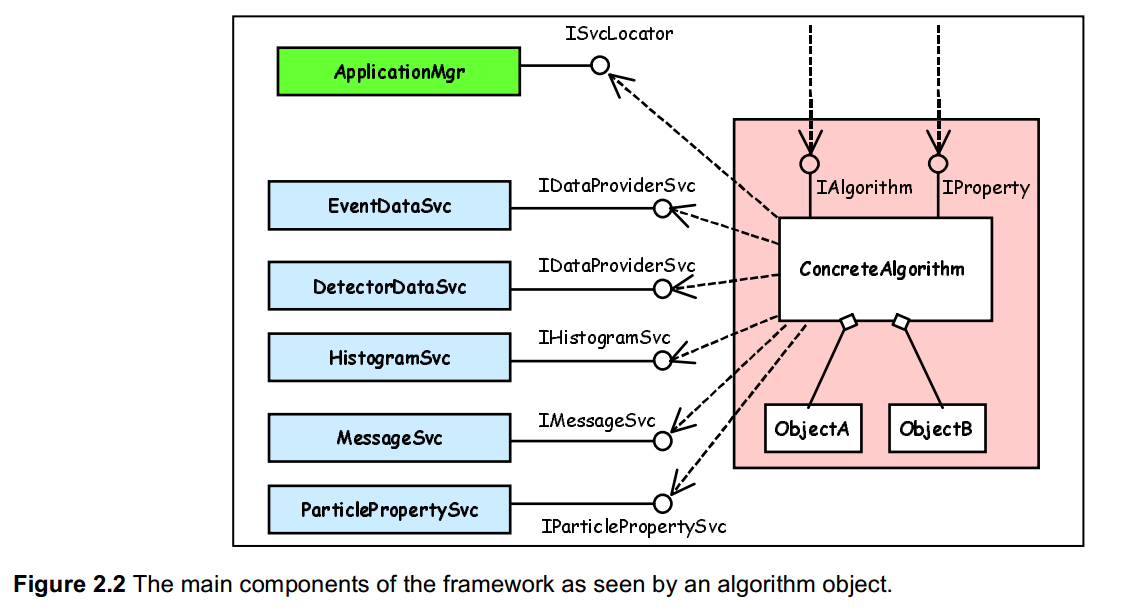 ISvcLocator
ApplicationMgr
IDataProviderSvc
EventDataSvc
IAlgorithm
IProperty
IDataProviderSvc
DetectorDataSvc
ConcreteAlgorithm
IHistogramSvc
HistogramSvc
IMessageSvc
MessageSvc
ObjectA
ObjectB
ParticlePropertySvc
IParticlePropertySvc
Figure 2.2 The main components of the framework as seen by an algorithm object.